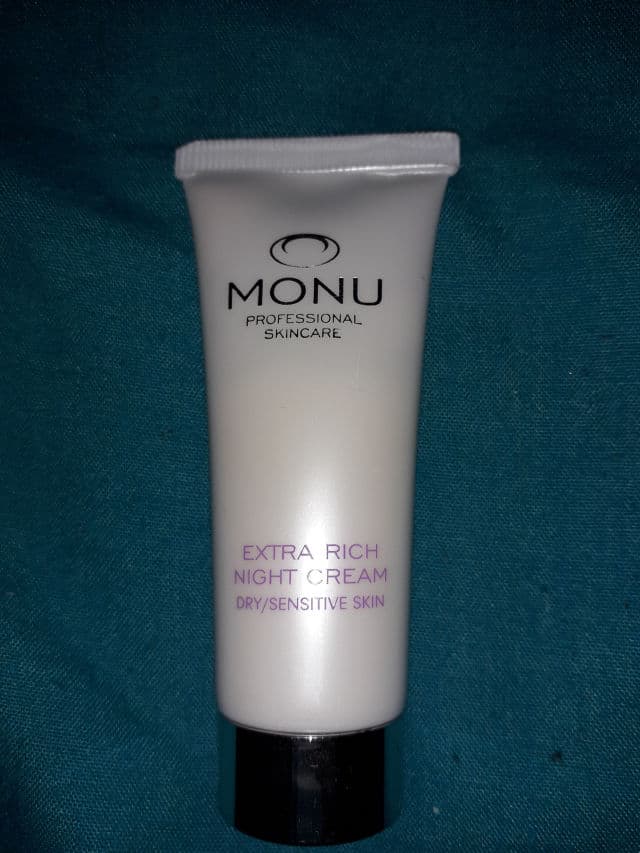 MONU
PROFESSIONAL
SKINCARE
EXTRA RICH
NIGHT CREAM
DRY/SENSITIVE SKIN